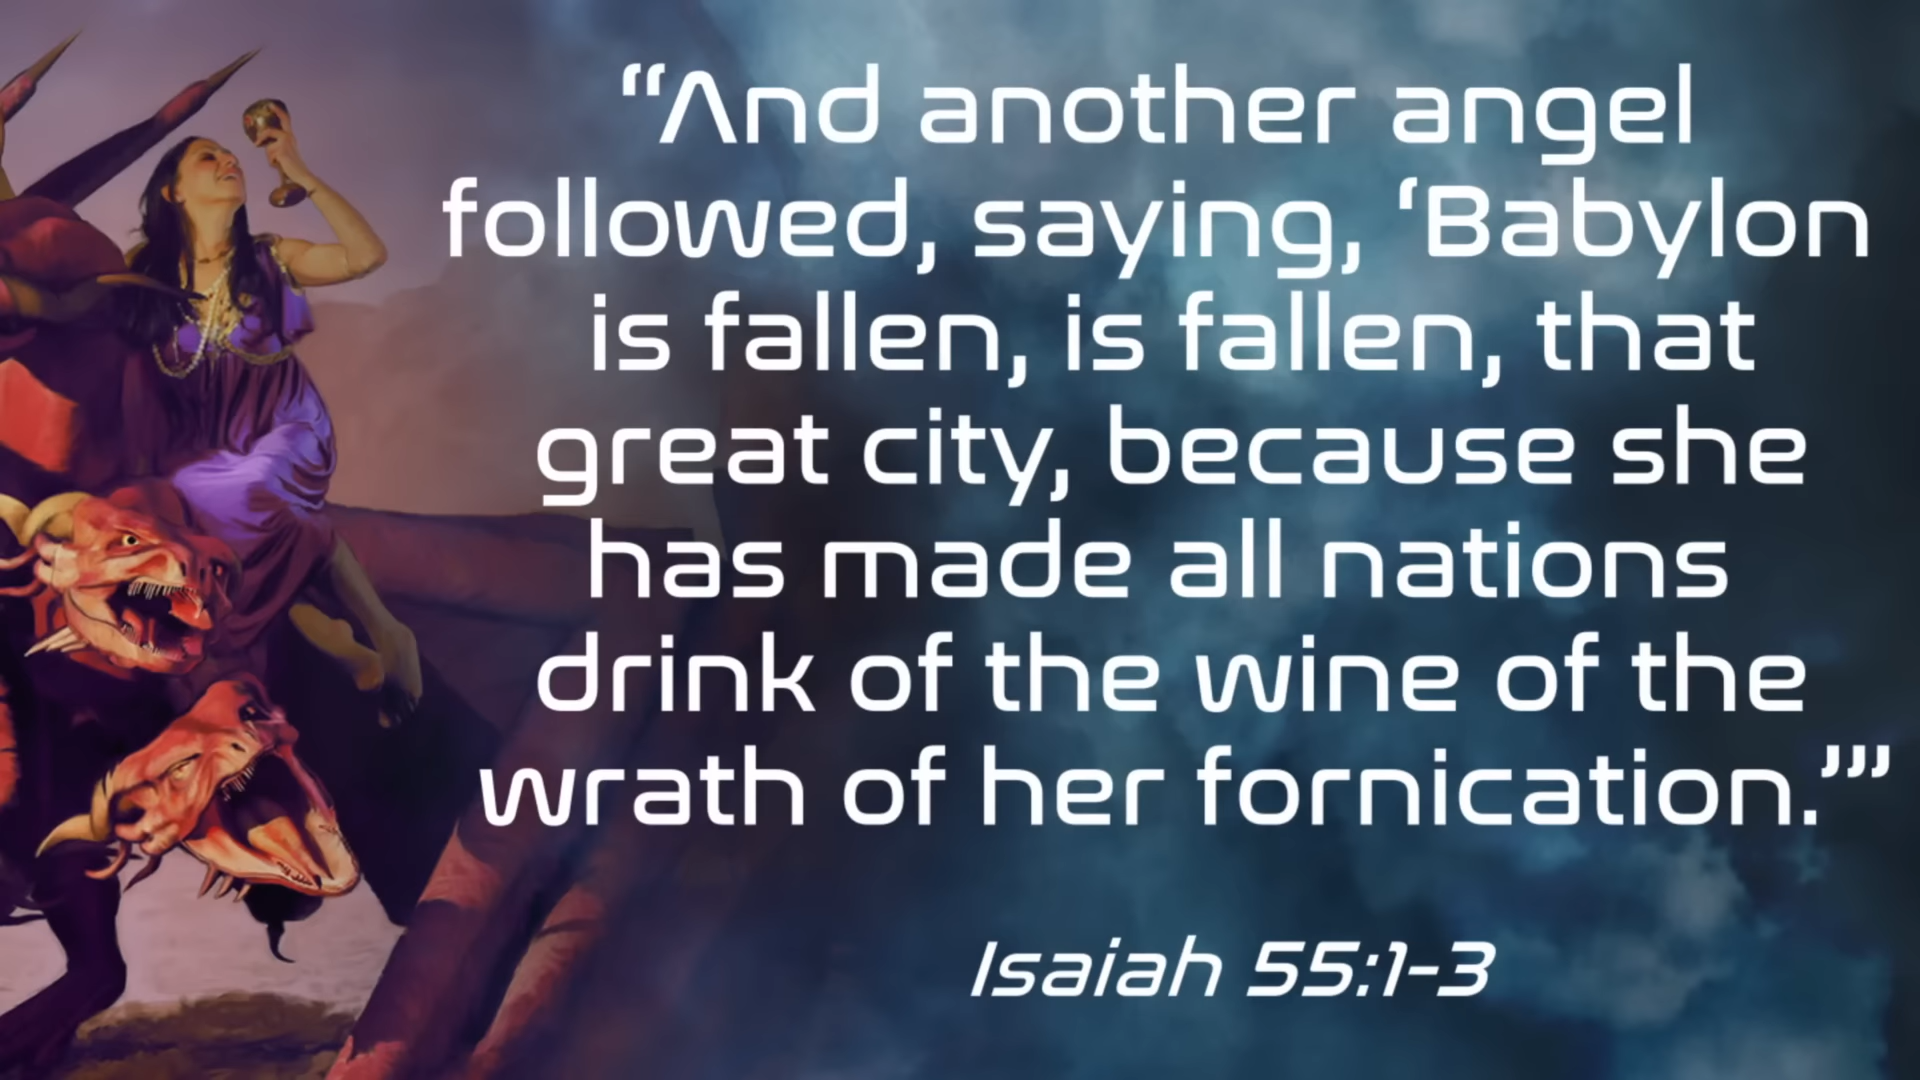 “And another angel
followed, saying, ‘Babylon
is fallen, is fallen, that
great city, because she
has made all nations
drink of the wine of the
wrath of her fornication.’”
Isaiah 55:1-3